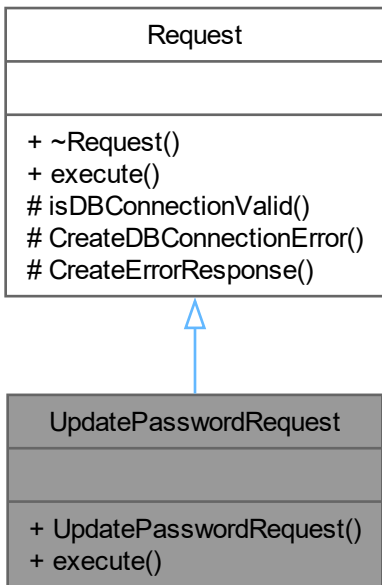 Request
+ ~Request()
+ execute()
# isDBConnectionValid()
# CreateDBConnectionError()
# CreateErrorResponse()
UpdatePasswordRequest
+ UpdatePasswordRequest()
+ execute()